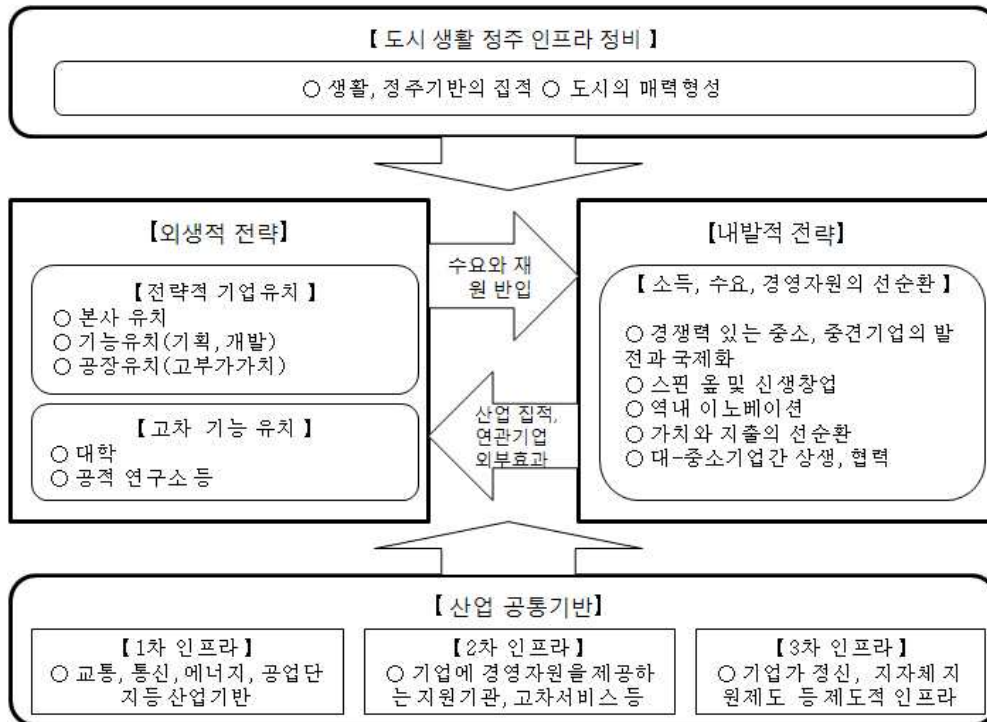 【 도시 생활 정주 인프라 정비 】
○ 생활, 정주기반의 집적 ○ 도시의 매력형성
【외생적 전략】
【전략적 기업유치 】
○ 본사 유치
○ 기능유치(기획, 개발)
○ 공장유치(고부가가치)
【고차 기능 유치 】
○ 대학
○ 공적 연구소 등
수요와 재
원 반입
산업 집적,
연관기업
외부효과
【내발적 전략】
【 소득, 수요, 경영자원의 선순환 】
○ 경쟁력 있는 중소, 중견기업의 발
전과 국제화
○ 스핀 옾 및 신생창업
○ 역내 이노베이션
○ 가치와 지출의 선순환
○ 대-중소기업간 상생, 협력
【 산업 공통기반】
【1차 인프라】
○ 교통, 통신, 에너지, 공업단
지등 산업기반
【2차 인프라】
○ 기업에 경영자원을 제공하
는 지원기관, 고차서비스 등
【3차 인프라】
○ 기업가 정신, 지자체 지
원제도 등 제도적 인프라